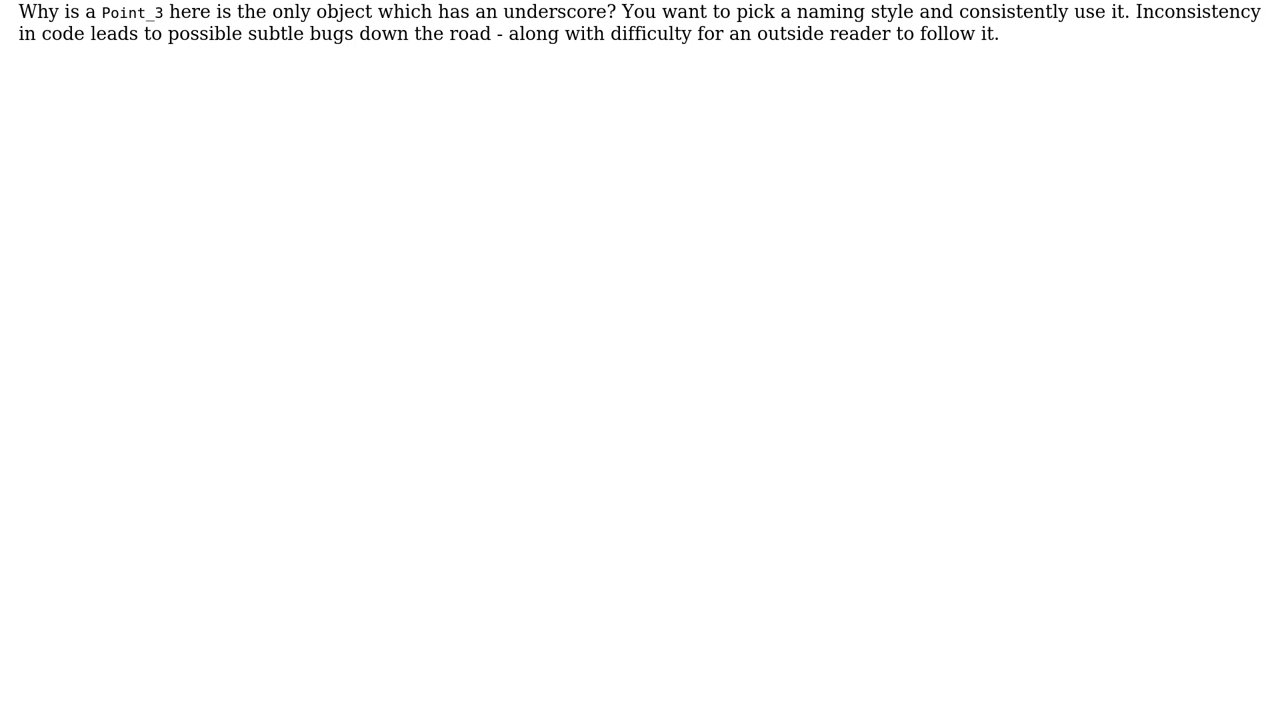 Why is a Point_3 here is the only object which has an underscore? You want to pick a naming style and consistently use it. Inconsistency
in code leads to possible subtle bugs down the road - along with difficulty for an outside reader to follow it.